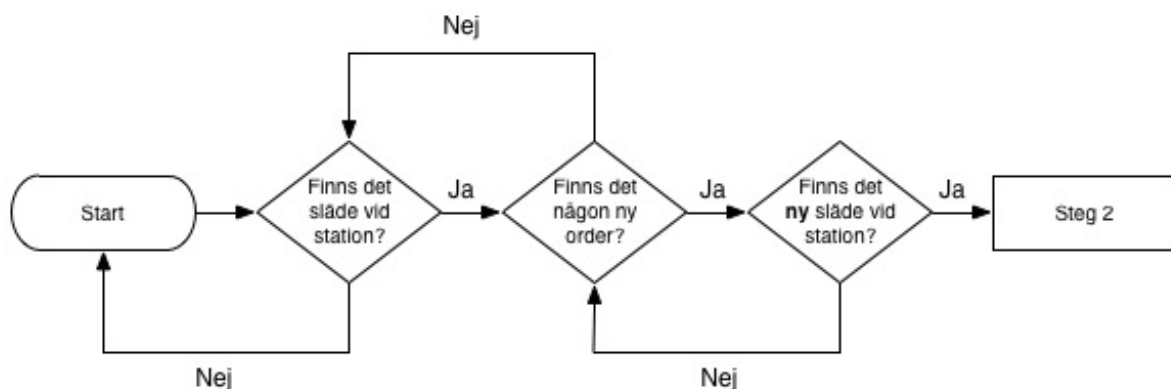 Nej
Start
Finns det
släde vid
station?
Ja
Finns det
någon ny
order?
Ja
Finns det
ny släde vid
station?
Ja
Steg 2
Nej
Nej